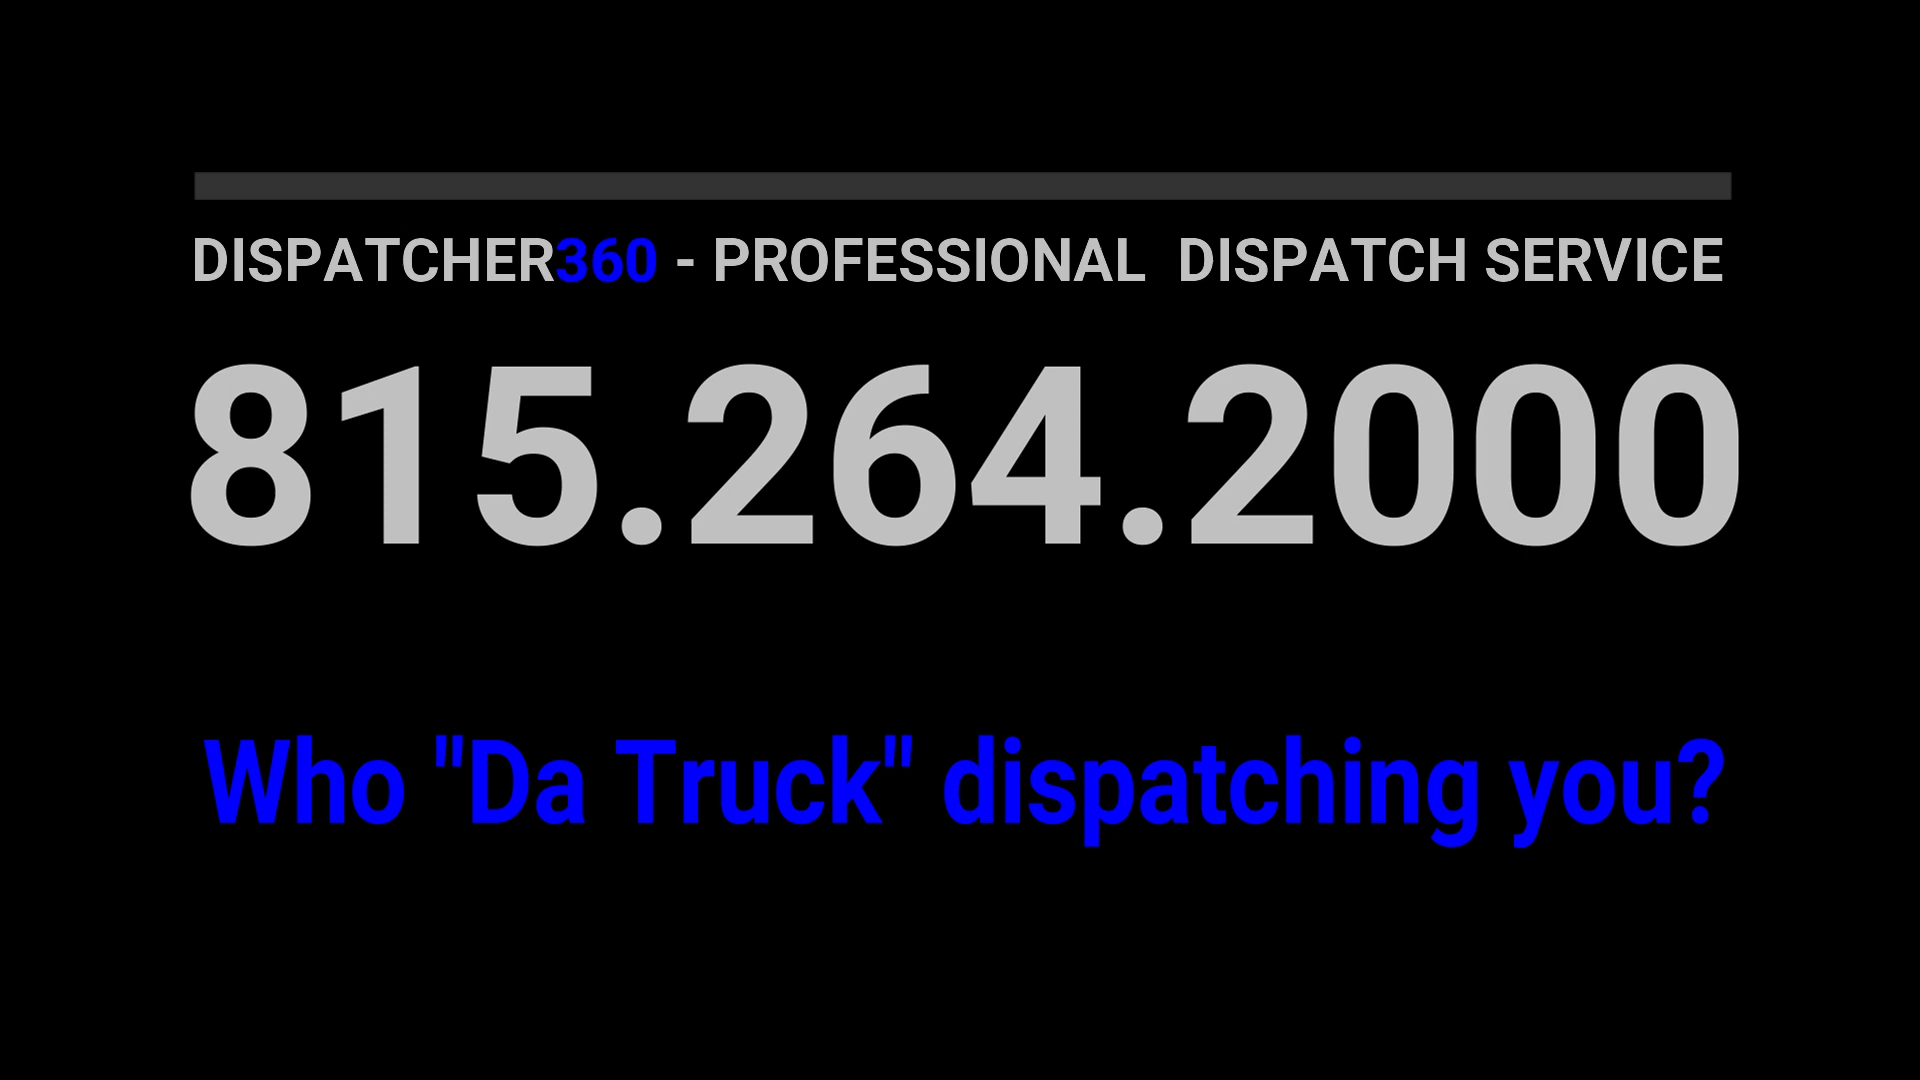 DISPATCHER360 - PROFESSIONAL  DISPATCH SERVICE
815.264.2000
Who "Da Truck" dispatching you?